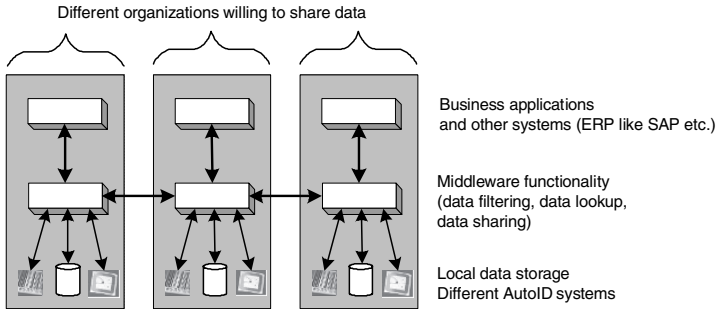 Different organizations willing to share data
Business applications
and other systems (ERP like SAP etc.)
Middleware functionality
(data filtering, data lookup,
data sharing)
Local data storage
Different AutoID systems